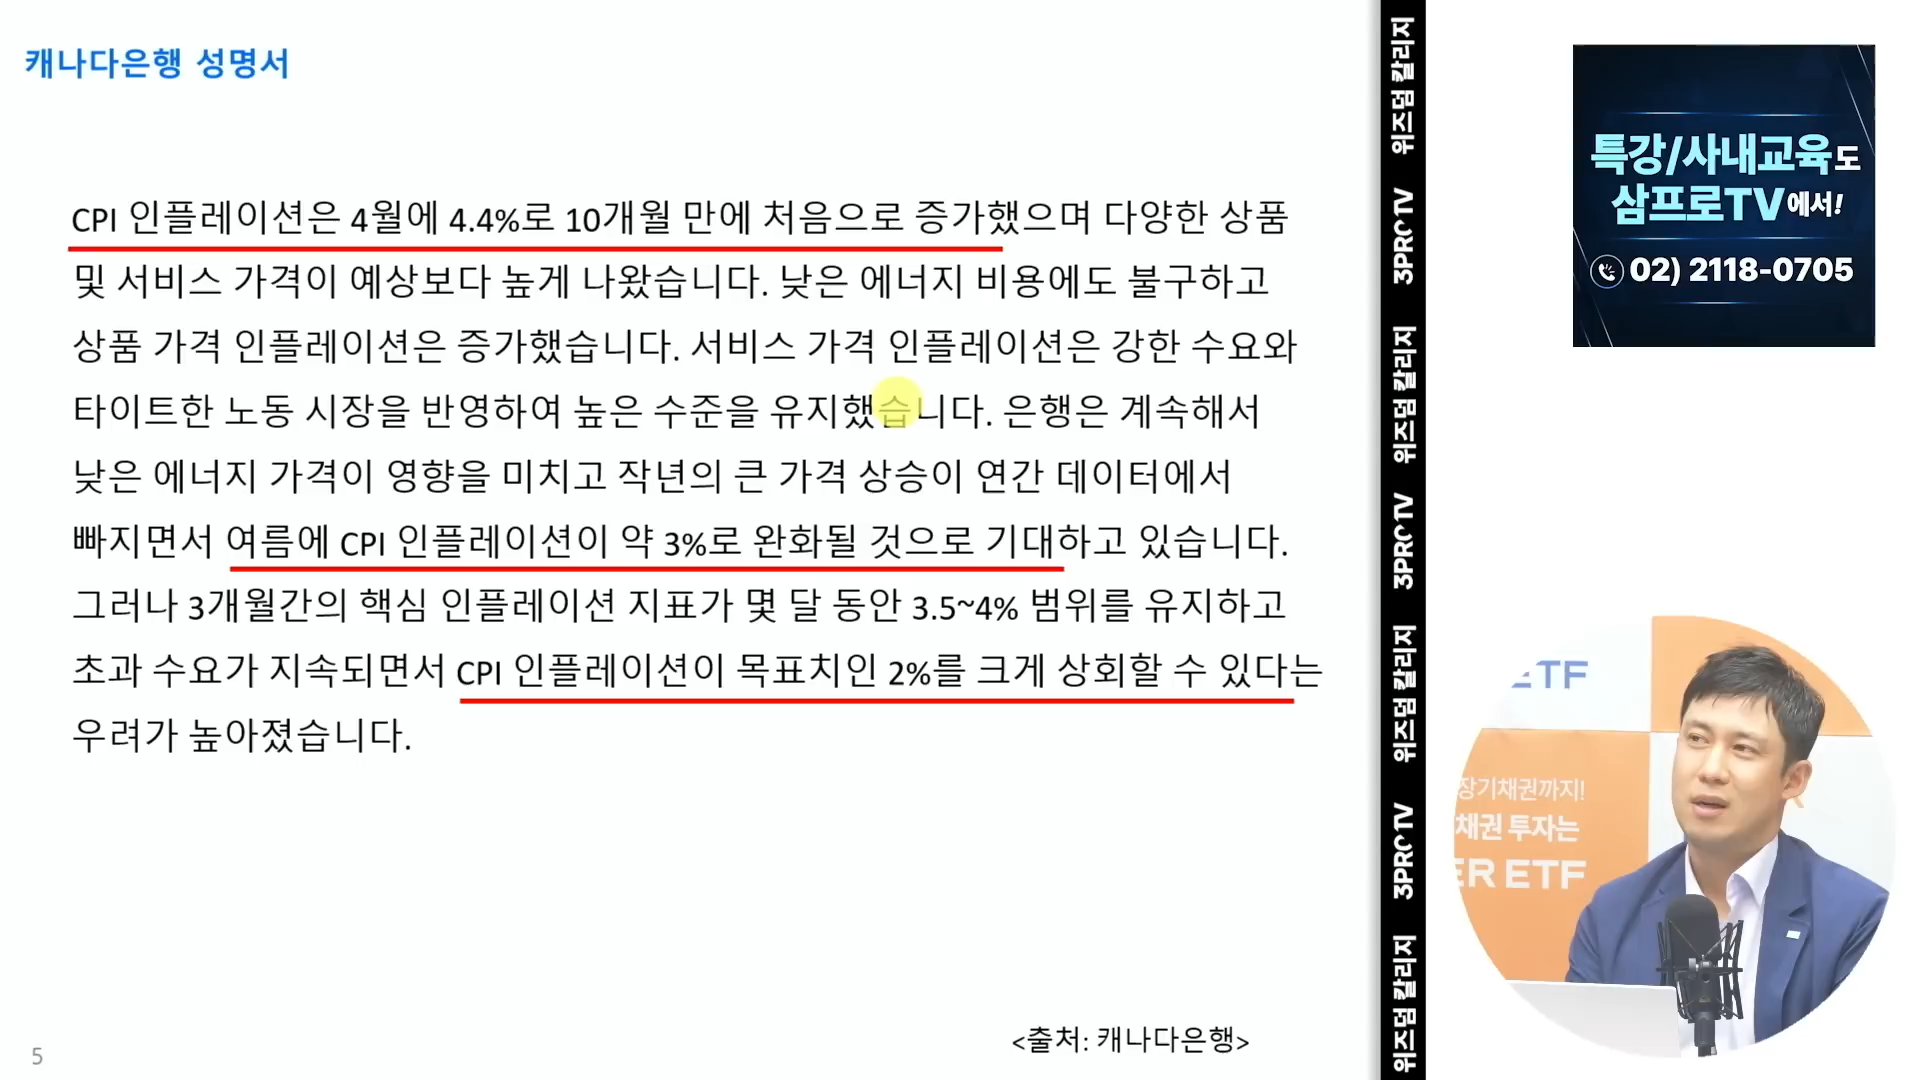 캐나다은행 성명서
CPI 인플레이션은 4월에 4.4%로 10개월 만에 처음으로 증가했으며 다양한 상품
및 서비스 가격이 예상보다 높게 나왔습니다. 낮은 에너지 비용에도 불구하고
상품 가격 인플레이션은 증가했습니다. 서비스 가격 인플레이션은 강한 수요와
타이트한 노동 시장을 반영하여 높은 수준을 유지했습니다. 은행은 계속해서
낮은 에너지 가격이 영향을 미치고 작년의 큰 가격 상승이 연간 데이터에서
빠지면서 여름에 CPI 인플레이션이 약 3%로 완화될 것으로 기대하고 있습니다.
그러나 3개월간의 핵심 인플레이션 지표가 몇 달 동안 3.5~4% 범위를 유지하고
초과 수요가 지속되면서 CPI 인플레이션이 목표치인 2%를 크게 상회할 수 있다는
우려가 높아졌습니다.
<출처: 캐나다은행>
5
위즈덤 칼리지
3PROTV
위즈덤 칼리지
3PROTV
위즈덤 칼리지
3PROTV
위즈덤 칼리지
특강/사내교육도
삼프로TV에서!
02) 2118-0705
ETF
장기채권까지!
채권 투자는
ER ETF